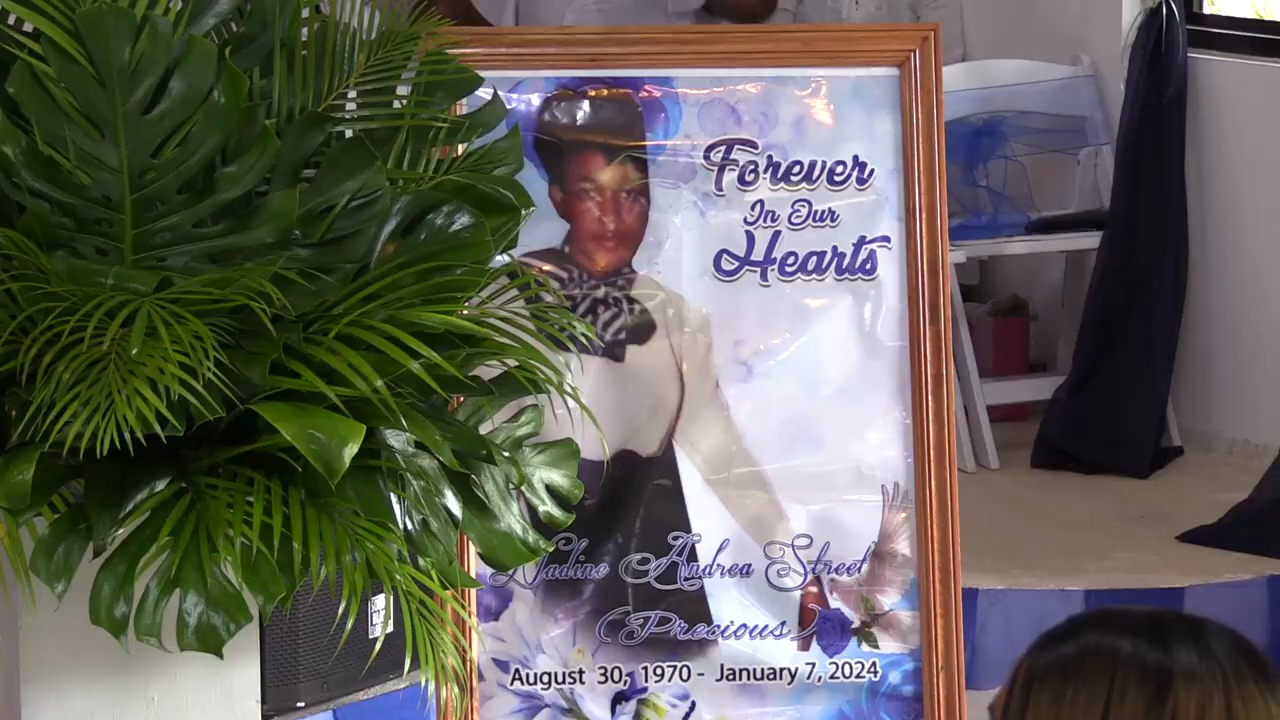 Forever
In Our
Hearts
Nadine Andrea Street
(Precious)
August 30, 1970 - January 7, 2024